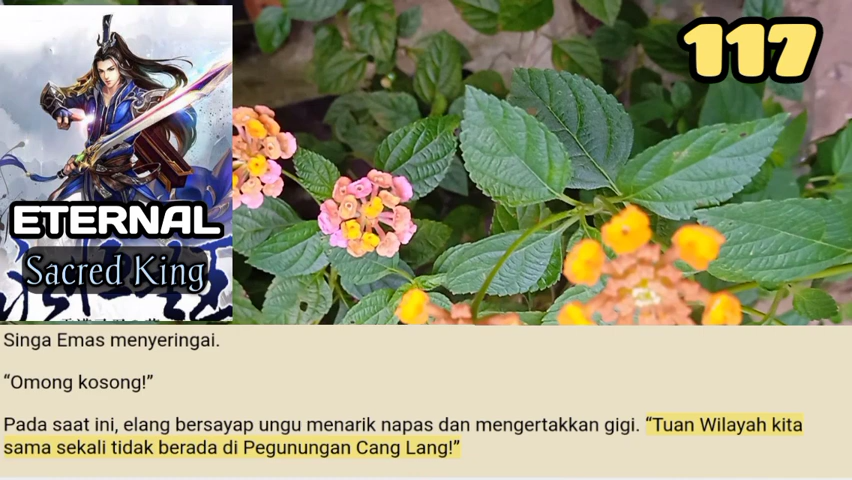 117
ETERNAL
Sacred King
Singa Emas menyeringai.
“Omong kosong!”
Pada saat ini, elang bersayap ungu menarik napas dan mengertakkan gigi. “Tuan Wilayah kita
sama sekali tidak berada di Pegunungan Cang Lang!”